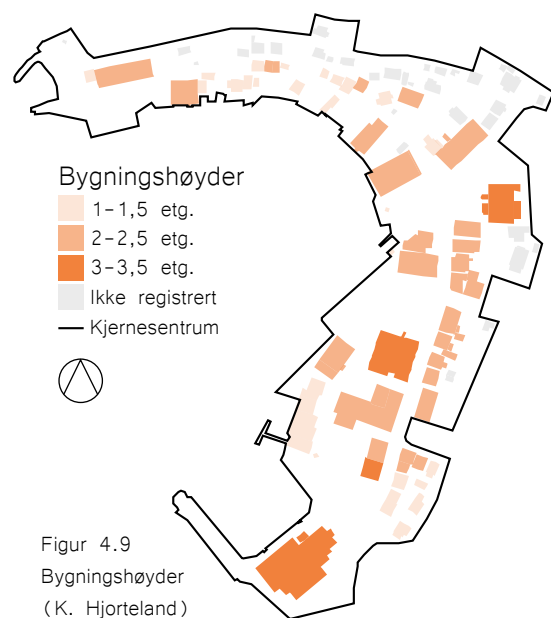 Bygningshøyder
1-1,5 etg.
2-2,5 etg.
3-3,5 etg.
Ikke registrert
Kjernesentrum
Figur 4.9
Bygningshøyder
(K. Hjorteland)